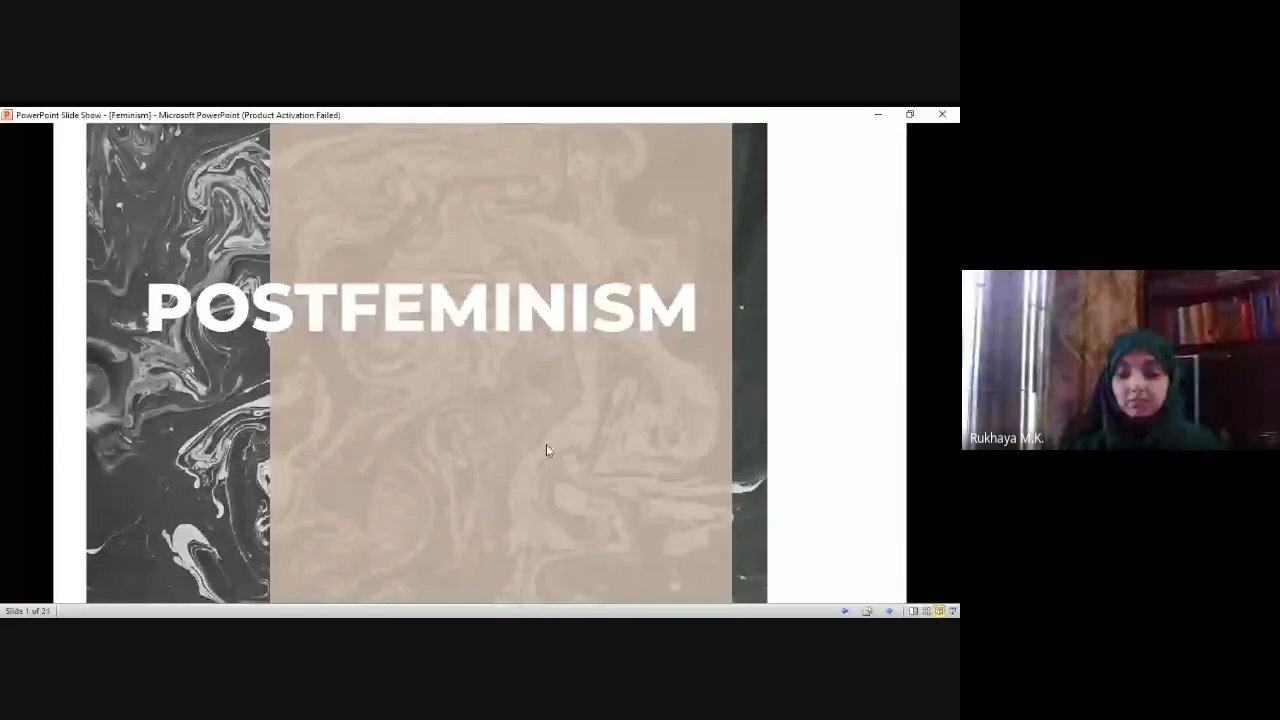 PowerPoint Slide Show - [Feminism] - Microsoft PowerPoint (Product Activation Failed)
POSTFEMINISM
Rukhaya M.K.
Slide 1 of 21